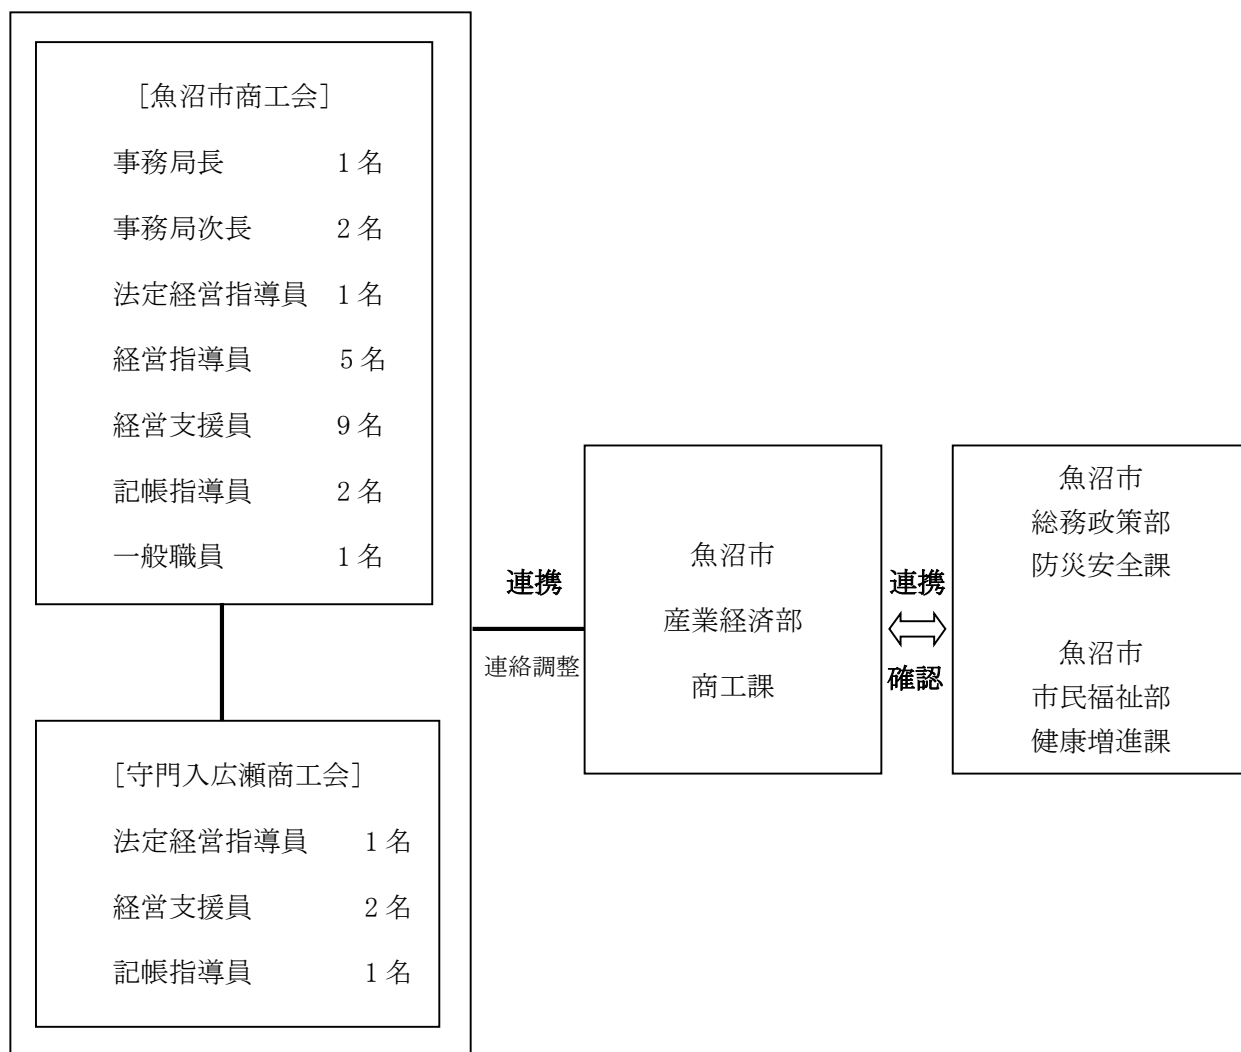 [魚沼市商工会]
事務局長 1名
事務局次長 2名
法定経営指導員 1名
経営指導員 5名
経営支援員 9名
記帳指導員 2名
一般職員 1名
[守門入広瀬商工会]
法定経営指導員 1名
経営支援員 2名
記帳指導員 1名
連携
連絡調整
魚沼市
産業経済部
商工課
連携
確認
魚沼市
総務政策部
防災安全課
魚沼市
市民福祉部
健康増進課